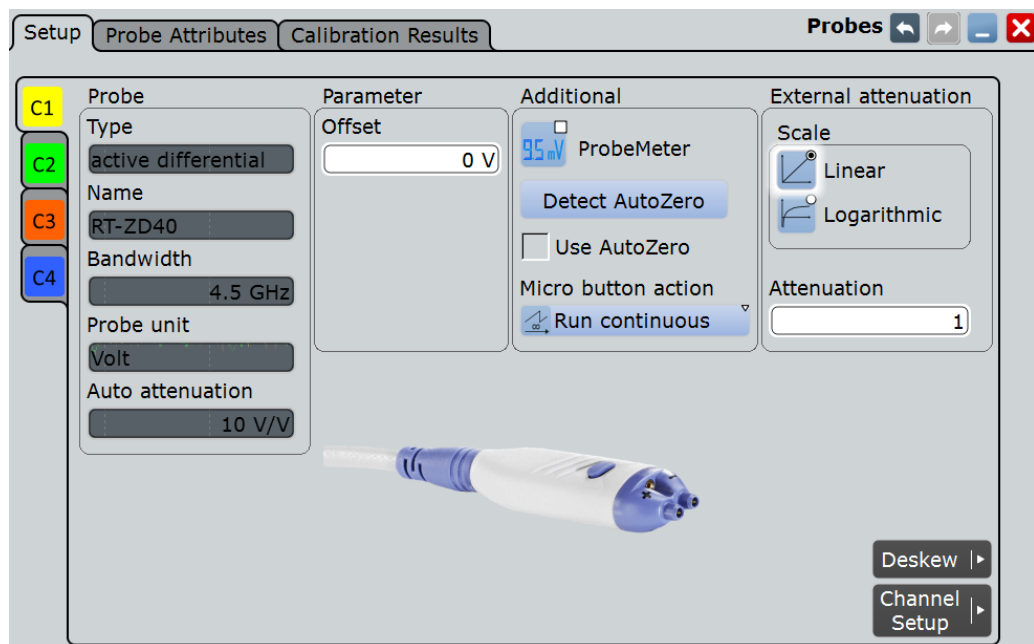 Setup
Probe Attributes
Calibration Results
Probes
C1
C2
C3
C4
Probe
Type
active differential
Name
RT-ZD40
Bandwidth
4.5 GHz
Probe unit
Volt
Auto attenuation
10 V/V
Parameter
Offset
0 V
Additional
9.5 mV
ProbeMeter
Detect AutoZero
Use AutoZero
Micro button action
Run continuous
External attenuation
Scale
Linear
Logarithmic
Attenuation
1
Deskew
Channel
Setup